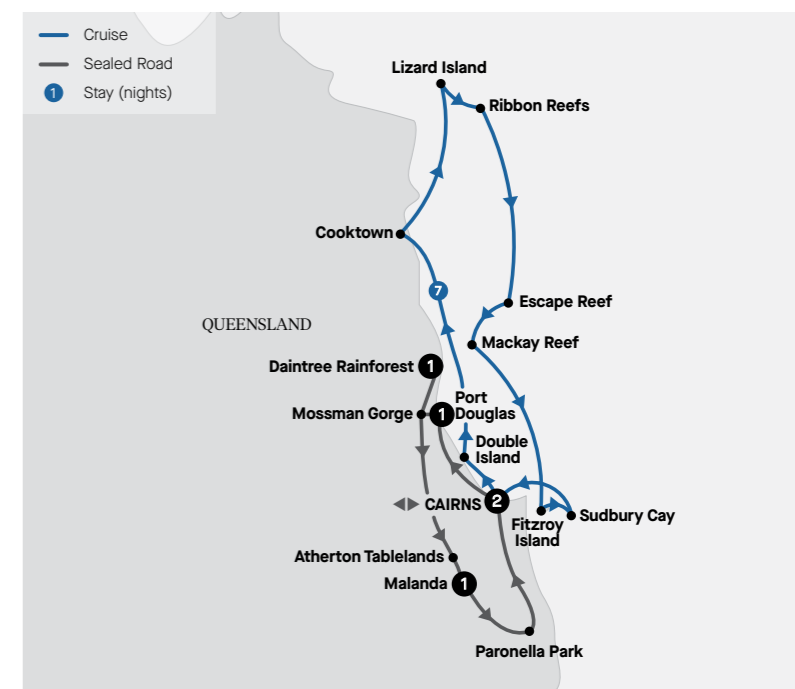 Cruise
Sealed Road
1 Stay (nights)
Lizard Island
Ribbon Reefs
Cooktown
7
Escape Reef
QUEENSLAND
Mackay Reef
Daintree Rainforest 1
Mossman Gorge
1 Port
Douglas
Double
Island
CAIRNS 2
Fitzroy
Island
Sudbury Cay
Atherton Tablelands
Malanda 1
Paronella Park